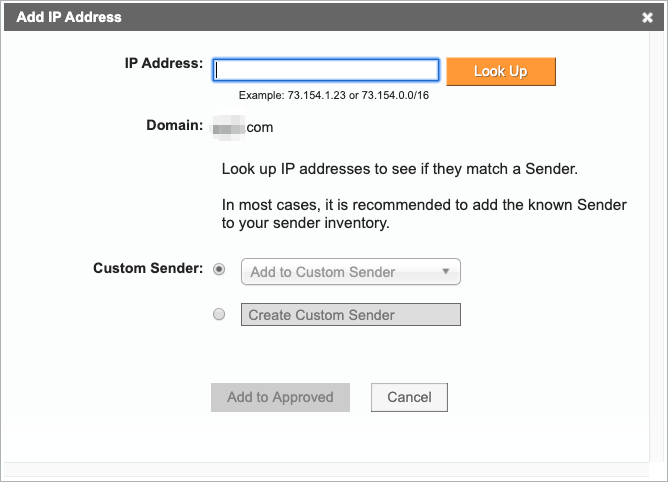 Add IP Address
IP Address:
Look Up
Example: 73.154.1.23 or 73.154.0.0/16
Domain: .com
Look up IP addresses to see if they match a Sender.
In most cases, it is recommended to add the known Sender
to your sender inventory.
Custom Sender:
Add to Custom Sender
Create Custom Sender
Add to Approved
Cancel